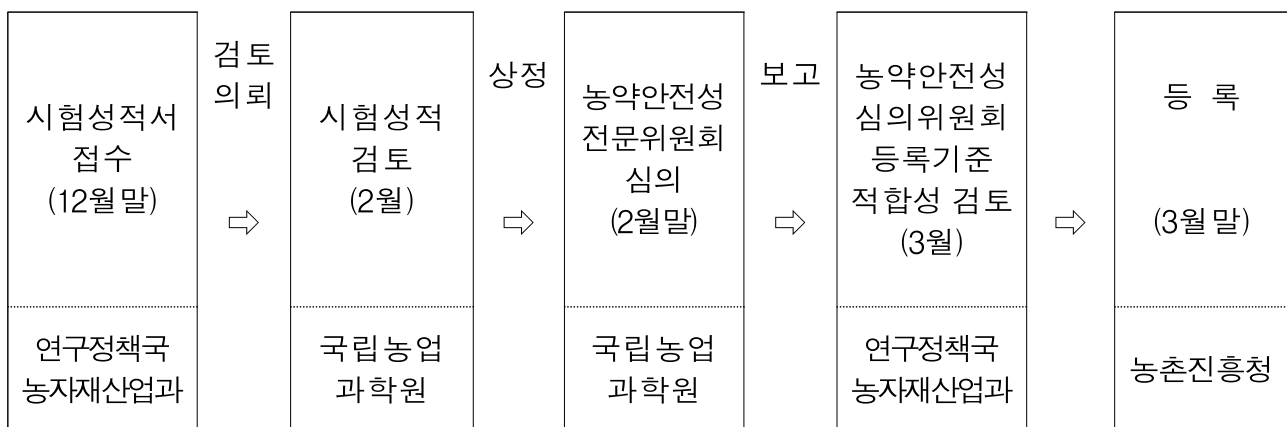 시험성적서
접수
(12월말)
연구정책국
농자재산업과
검토
의뢰
⇨
시험성적
검토
(2월)
국립농업
과학원
상정
⇨
농약안전성
전문위원회
심의
(2월말)
국립농업
과학원
보고
⇨
농약안전성
심의위원회
등록기준
적합성 검토
(3월)
연구정책국
농자재산업과
⇨
등 록
(3월말)
농촌진흥청